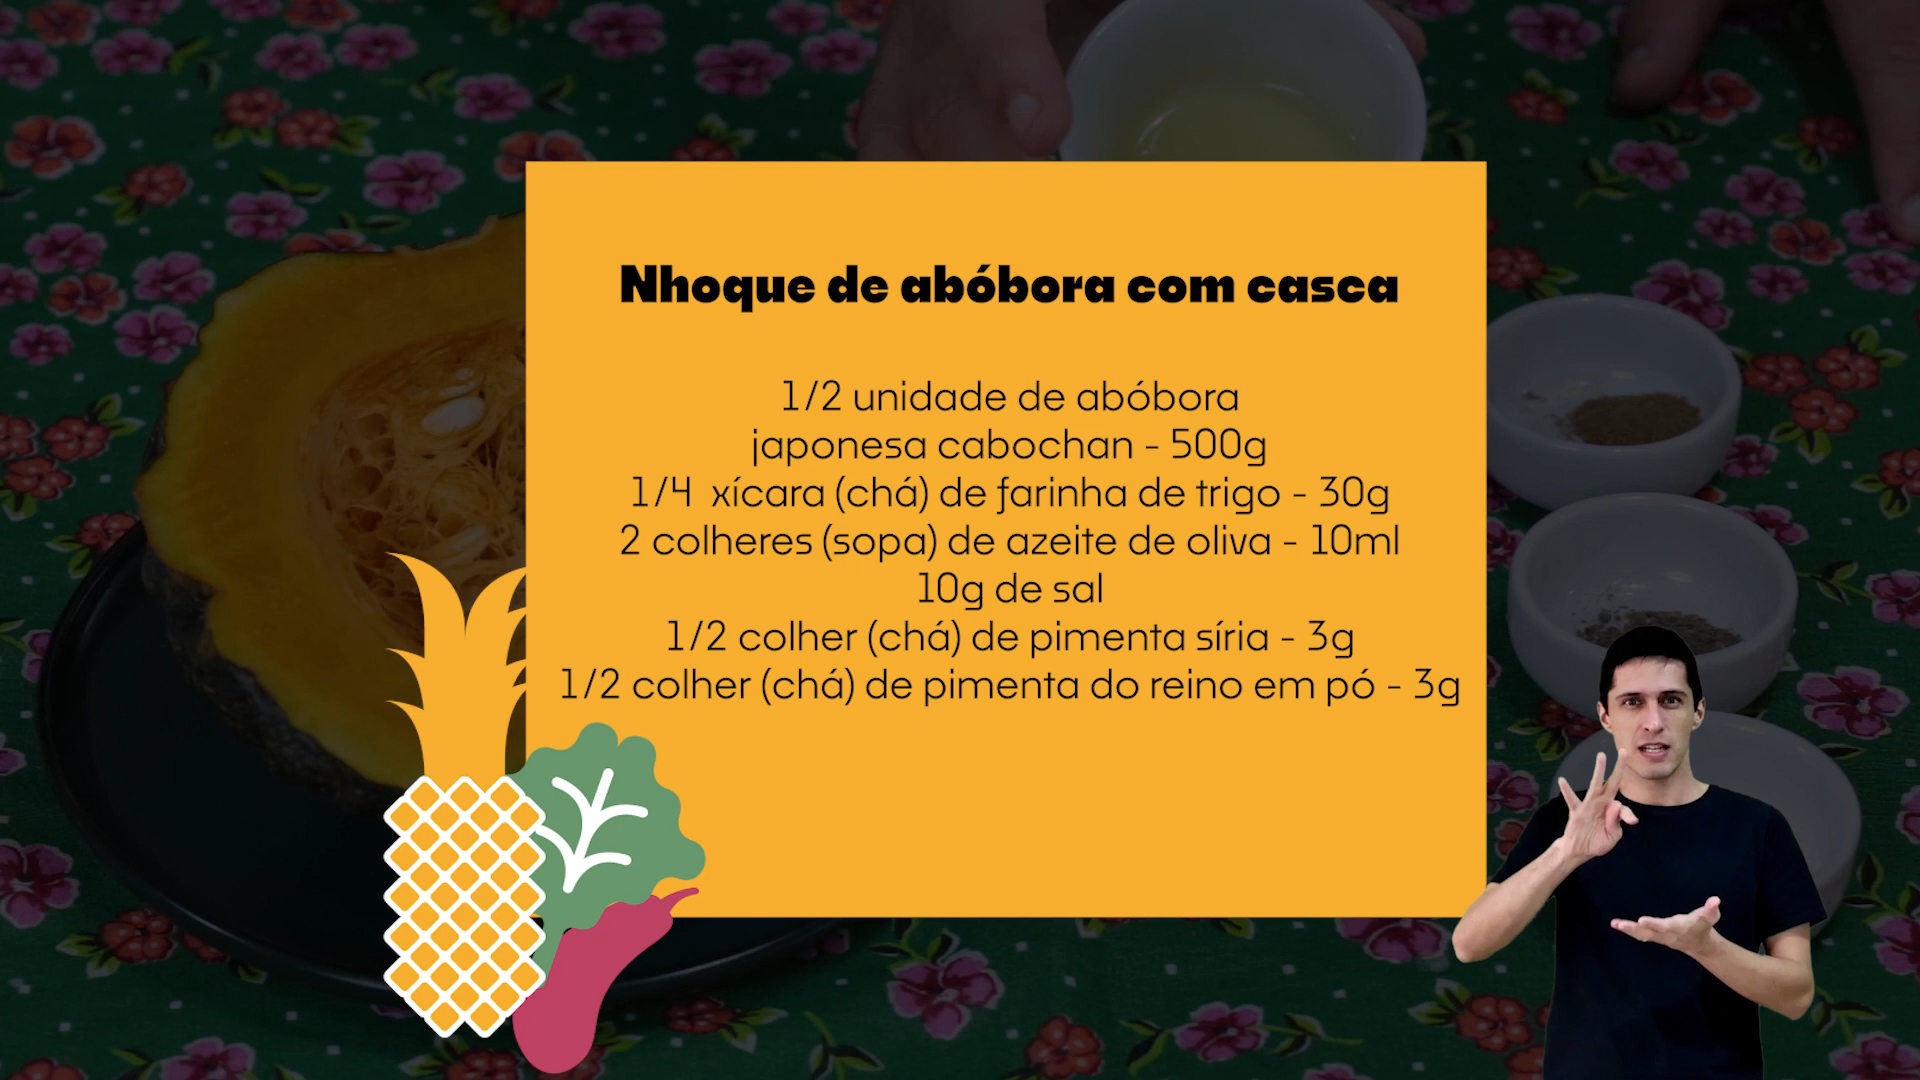 Nhoque de abóbora com casca
1/2 unidade de abóbora
japonesa cabochan - 500g
1/4 xícara (chá) de farinha de trigo - 30g
2 colheres (sopa) de azeite de oliva - 10ml
10g de sal
1/2 colher (chá) de pimenta síria - 3g
1/2 colher (chá) de pimenta do reino em pó - 3g